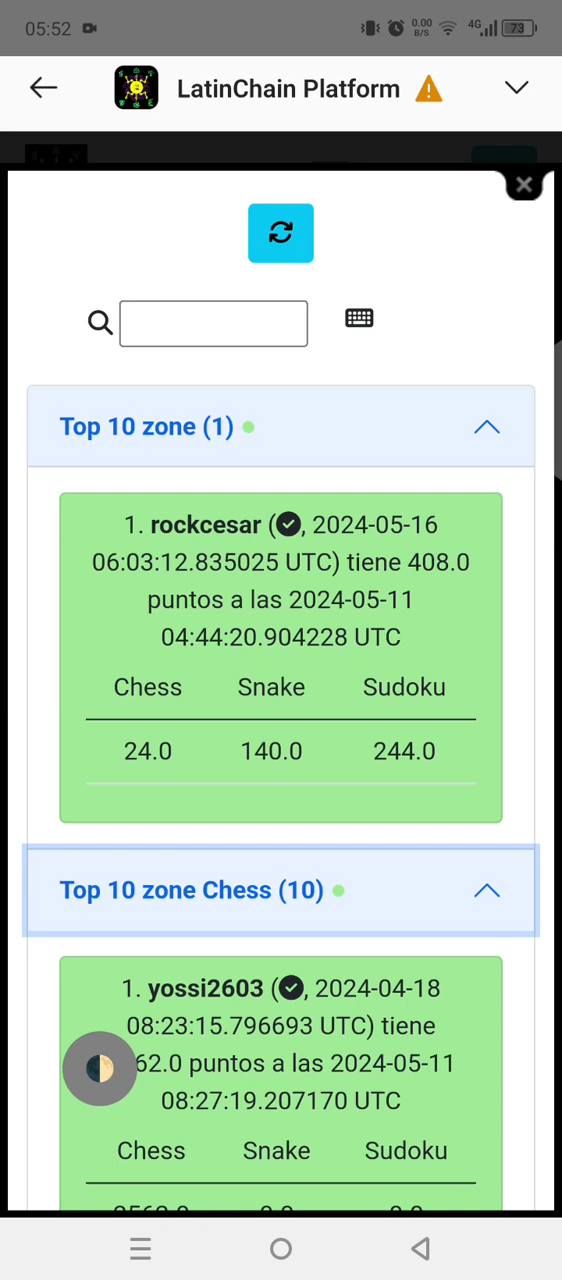 05:52
0.00
B/S
4G
73
LatinChain Platform
Top 10 zone (1)
1. rockcesar (, 2024-05-16
06:03:12.835025 UTC) tiene 408.0
puntos a las 2024-05-11
04:44:20.904228 UTC
Chess Snake Sudoku
24.0 140.0 244.0
Top 10 zone Chess (10)
1. yossi2603 (, 2024-04-18
08:23:15.796693 UTC) tiene
62.0 puntos a las 2024-05-11
08:27:19.207170 UTC
Chess Snake Sudoku